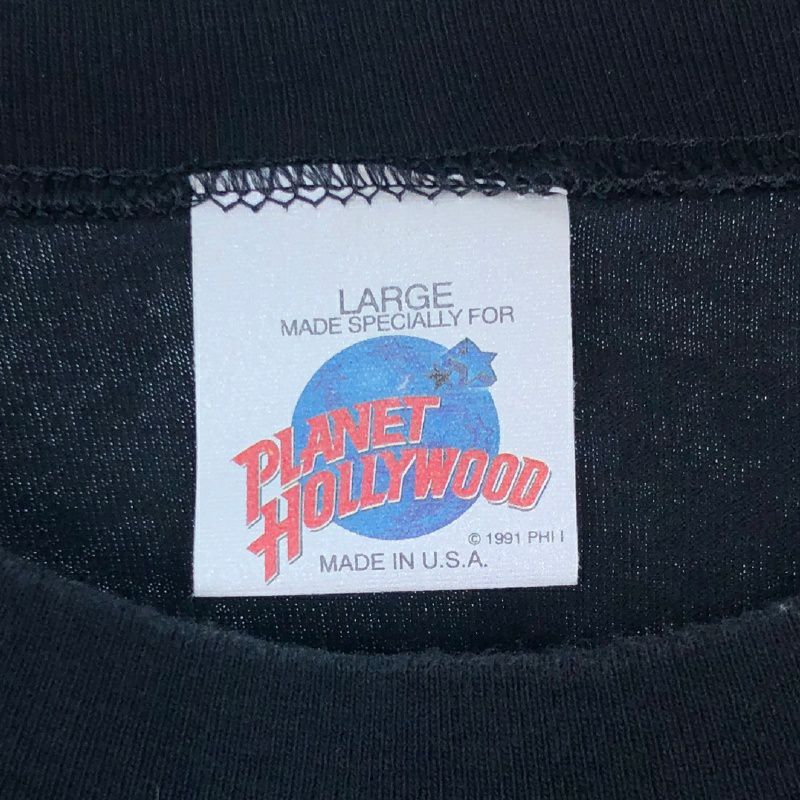 LARGE
MADE SPECIALLY FOR
PLANET
HOLLYWOOD
© 1991 PHI I
MADE IN U.S.A.